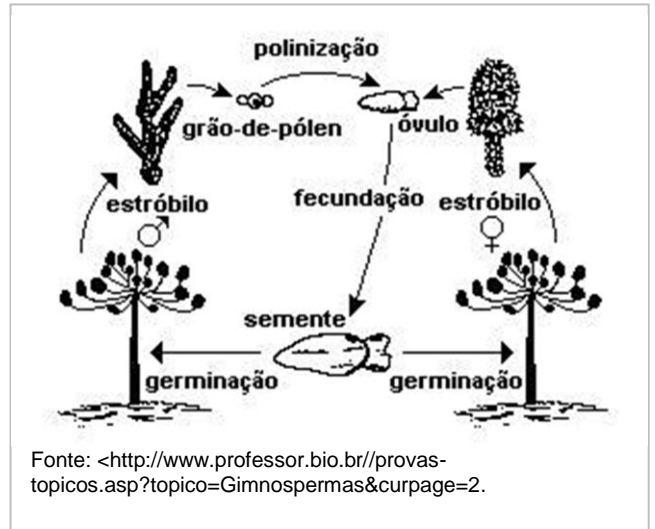 polinização
grão-de-pólen
óvulo
estróbilo
fecundação
estróbilo
♂
♀
semente
germinação
germinação
Fonte: <http://www.professor.bio.br//provas-
topicos.asp?topico=Gimnospermas&curpage=2.